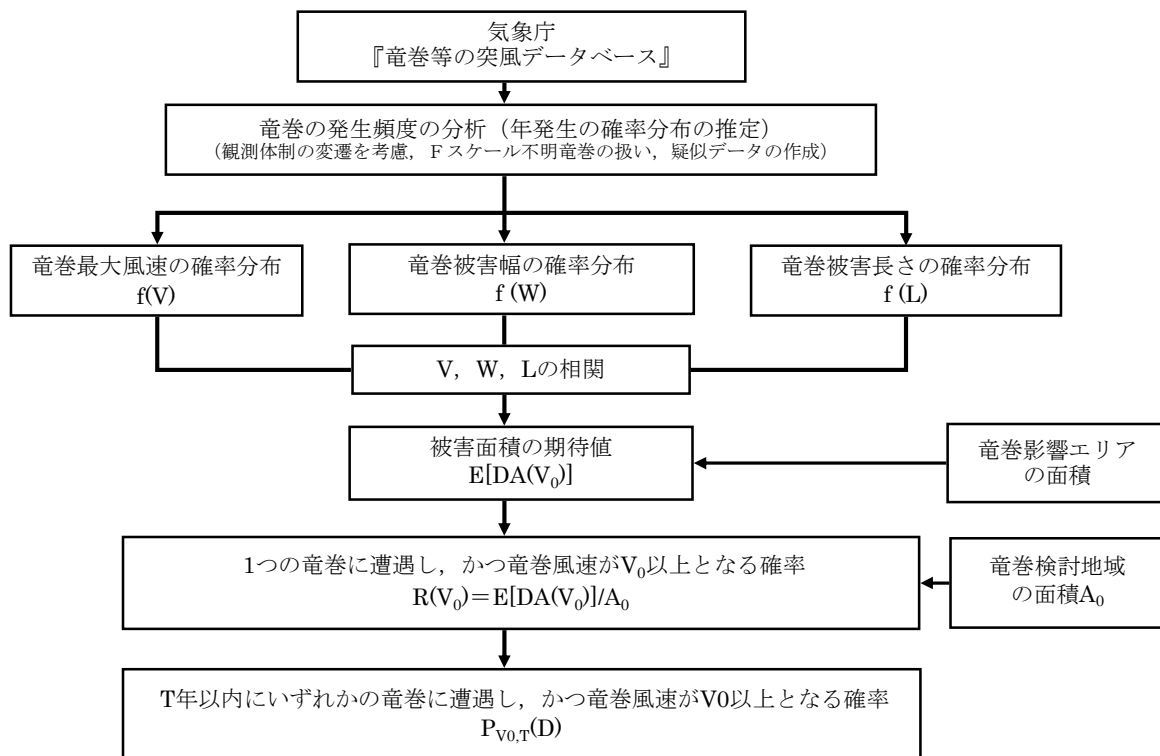 気象庁
『竜巻等の突風データベース』
竜巻の発生頻度の分析（年発生の確率分布の推定）
（観測体制の変遷を考慮，Ｆスケール不明竜巻の扱い，疑似データの作成）
竜巻最大風速の確率分布
f(V)
竜巻被害幅の確率分布
f (W)
竜巻被害長さの確率分布
f (L)
V，W，Lの相関
被害面積の期待値
E[DA(V₀)]
竜巻影響エリア
の面積
1つの竜巻に遭遇し，かつ竜巻風速がV₀以上となる確率
R(V₀)＝E[DA(V₀)]/A₀
竜巻検討地域
の面積A₀
T年以内にいずれかの竜巻に遭遇し，かつ竜巻風速がV0以上となる確率
P_{V0,T}(D)